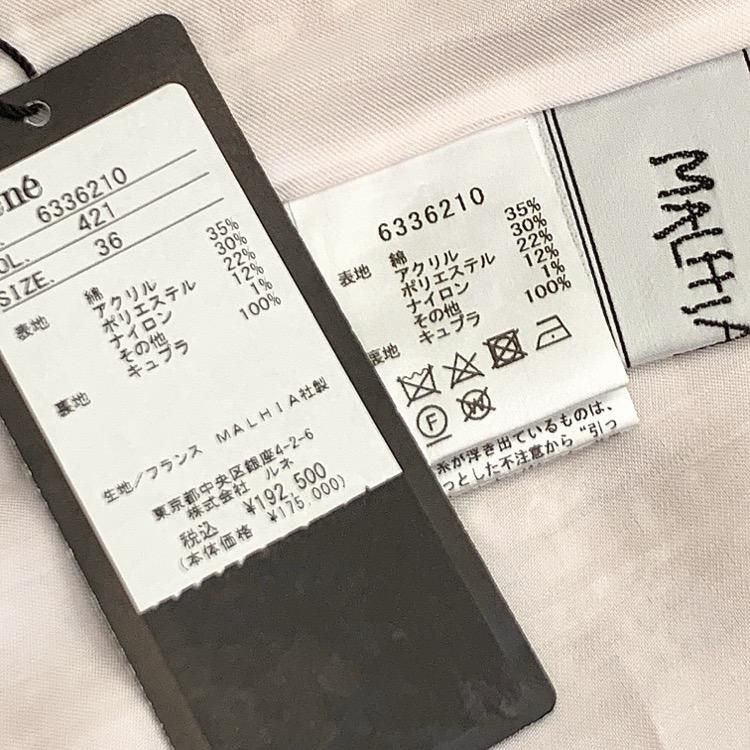 6336210
OL. 421
SIZE. 36
表地 綿 35%
アクリル 30%
ポリエステル 22%
ナイロン 12%
その他 1%
裏地 キュプラ 100%
生地/フランス MALHIA社製
東京都中央区銀座4-2-6
株式会社 ルネ
税込 ¥192,500
(本体価格 ¥175,000)
6336210
表地 綿 35%
アクリル 30%
ポリエステル 22%
ナイロン 12%
その他 1%
裏地 キュプラ 100%
F
W
糸が浮き出ているものは、
っとした不注意から“引っ
MALHIA